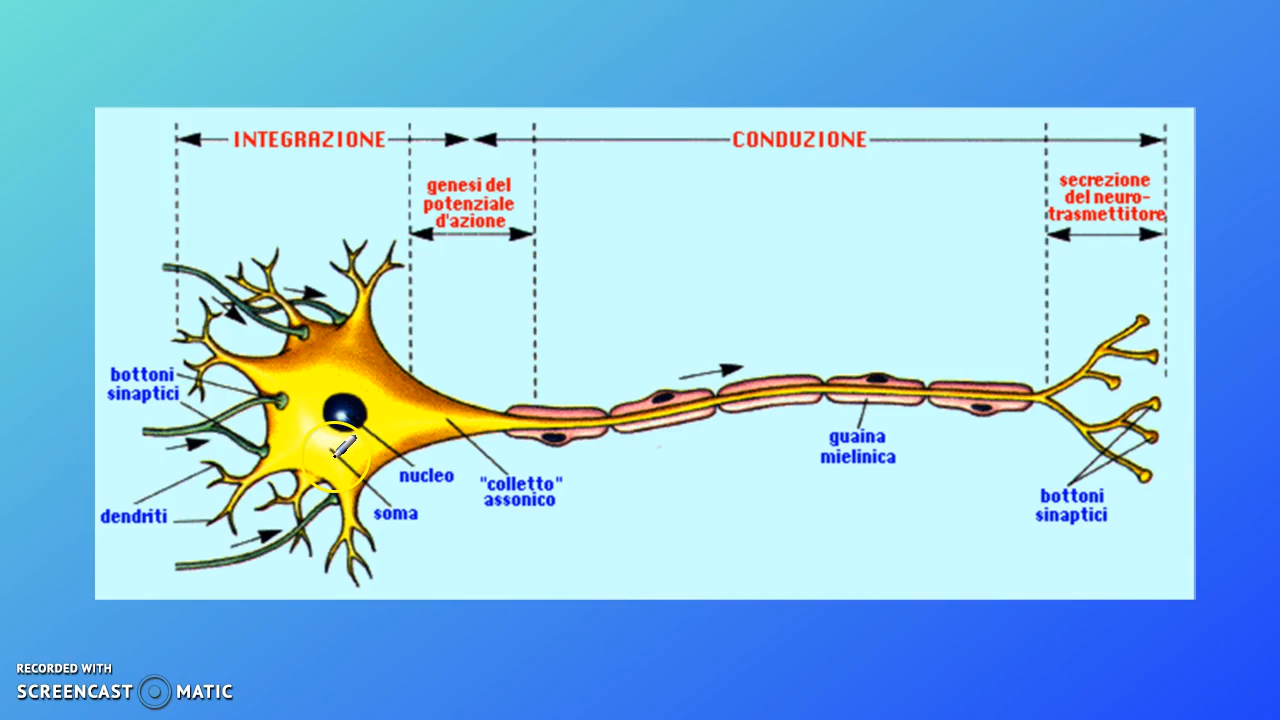 INTEGRAZIONE
CONDUZIONE
genesi del
potenziale
d'azione
secrezione
del neuro-
trasmettitore
bottoni
sinaptici
dendriti
nucleo
soma
"colletto"
assonico
guaina
mielinica
bottoni
sinaptici
RECORDED WITH
SCREENCAST MATIC